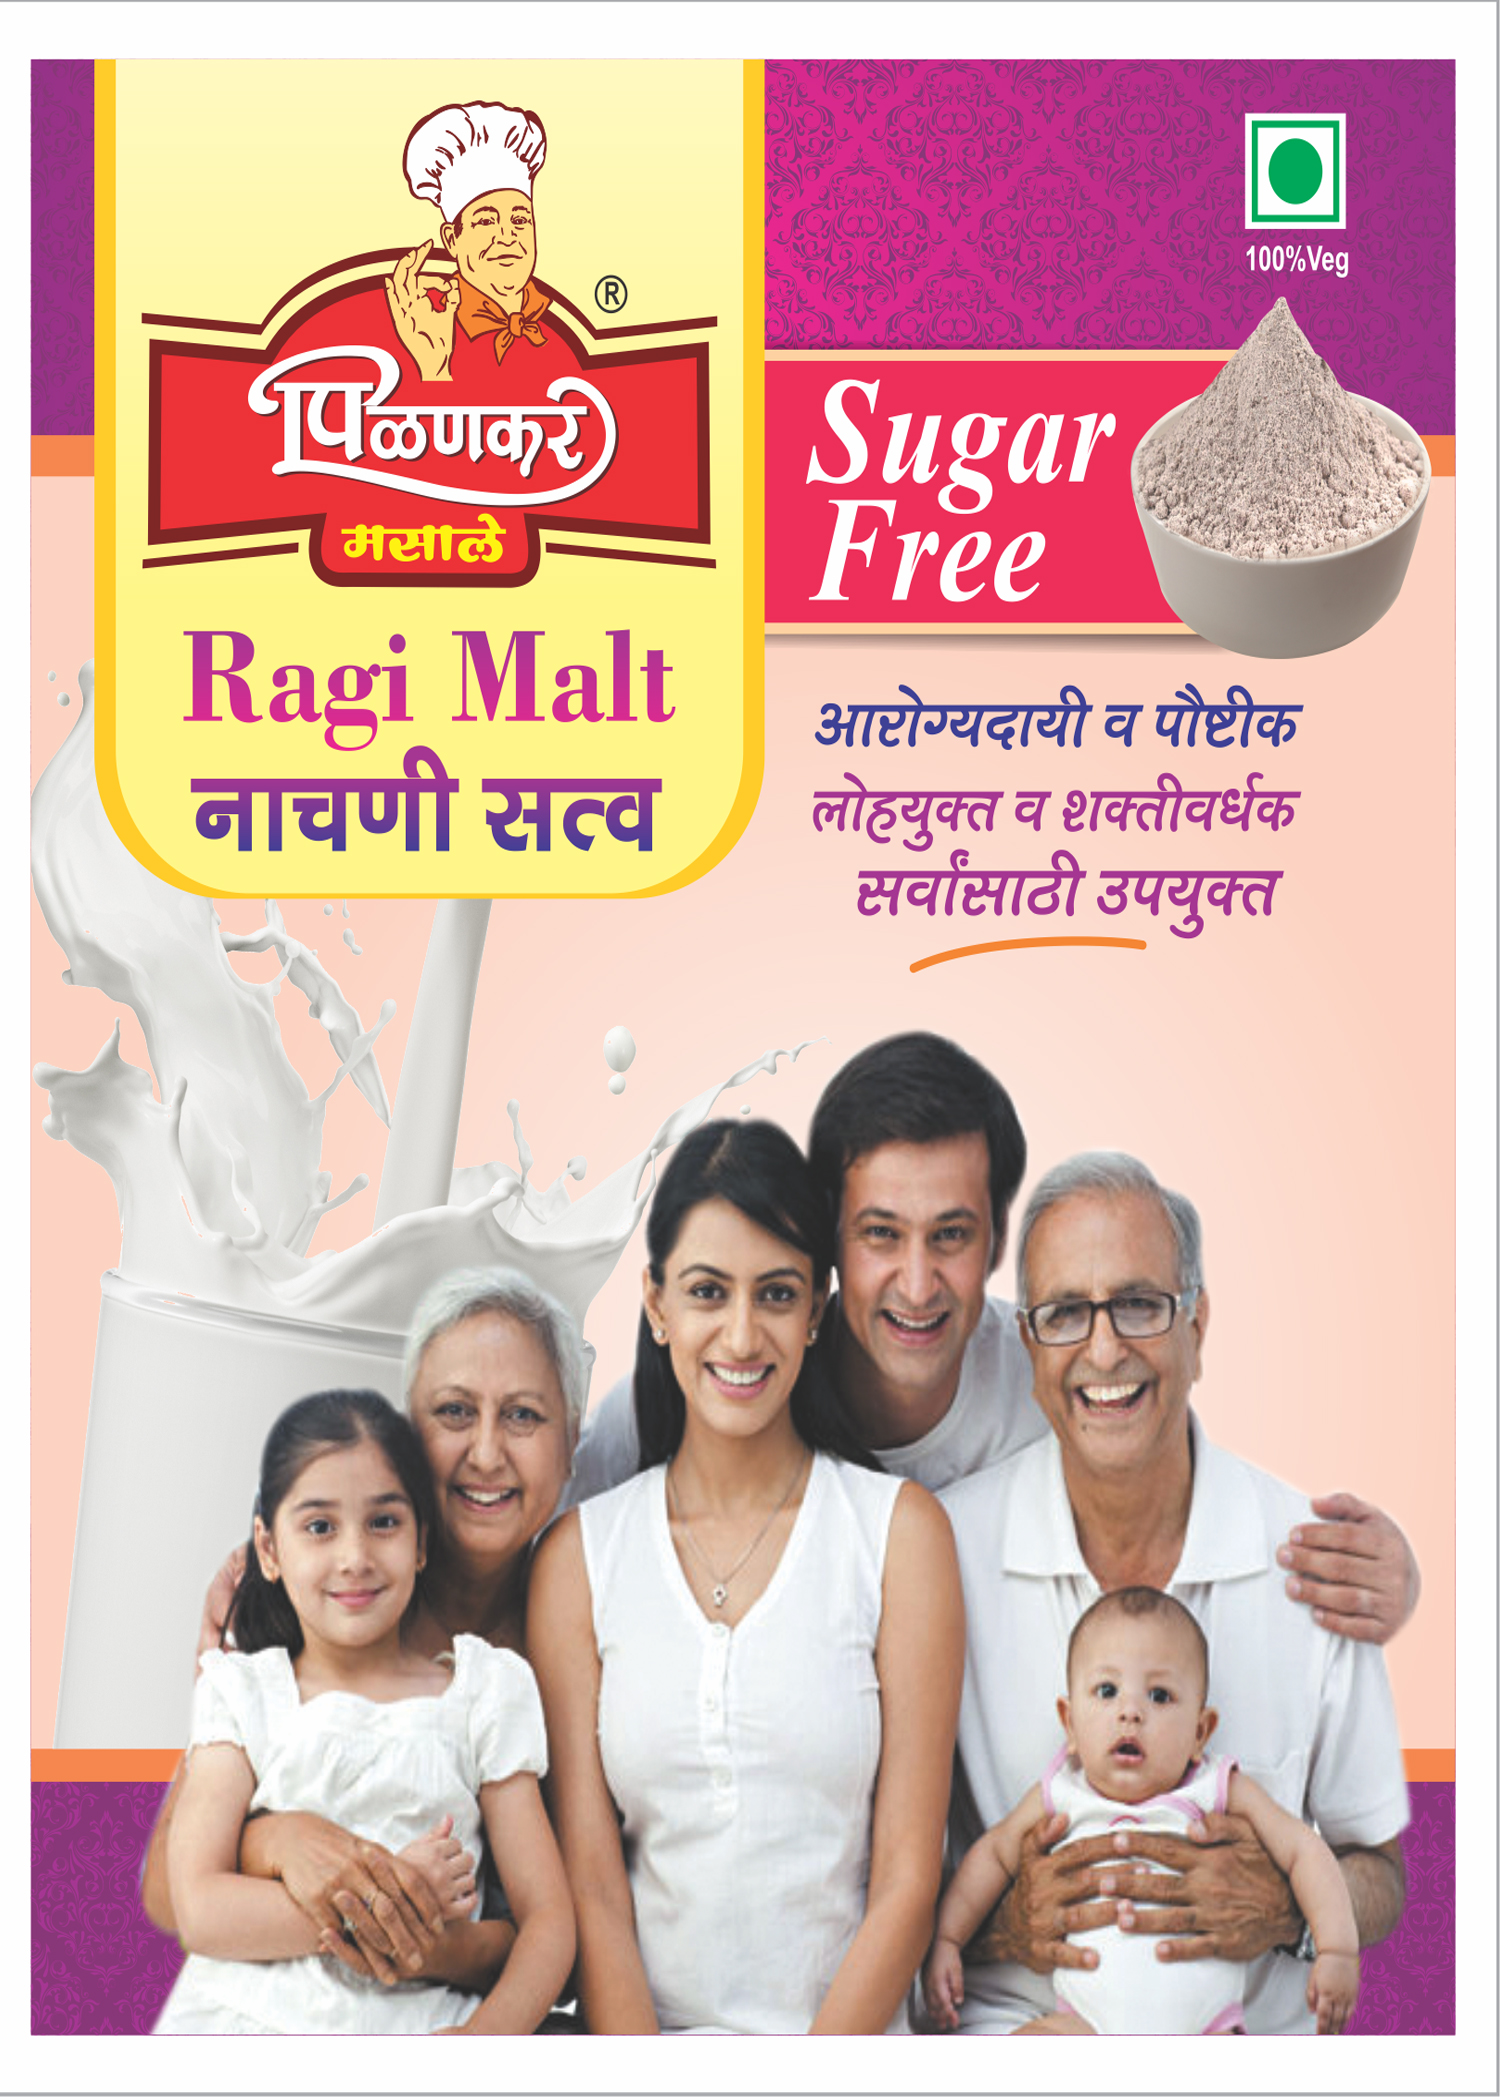 ®
पिळणकर
मसाले
Ragi Malt
नाचणी सत्व
100%Veg
Sugar
Free
आरोग्यदायी व पौष्टीक
लोहयुक्त व शक्तीवर्धक
सर्वांसाठी उपयुक्त